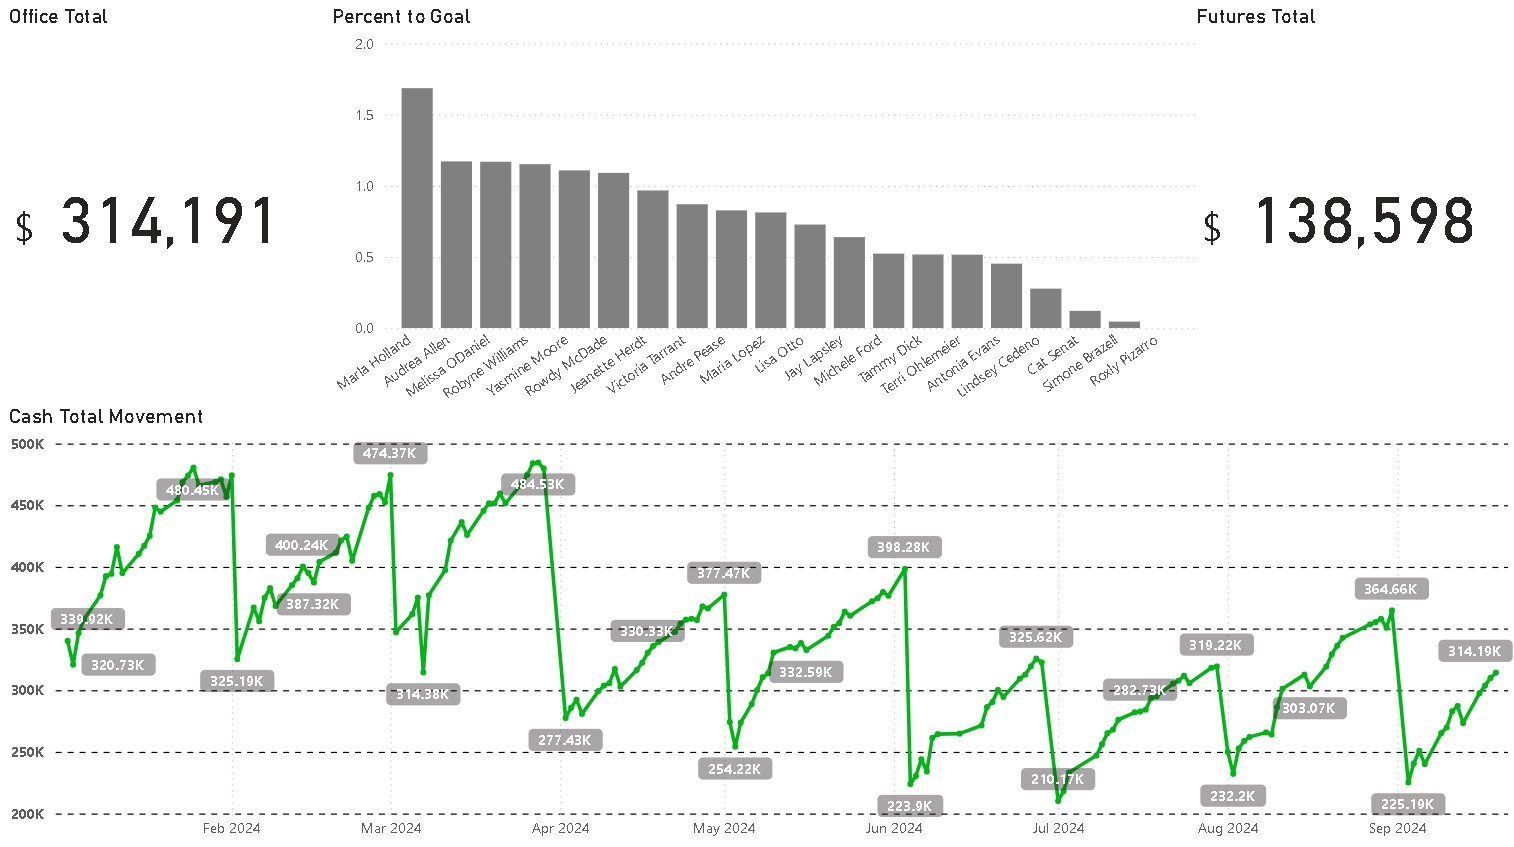 Office Total
Percent to Goal
Futures Total
2.0
1.5
1.0
0.5
0.0
$ 314,191
$ 138,598
Marla Holland
Audrea Allen
Melissa ODaniel
Robyne Williams
Yasmine Moore
Rowdy McDade
Jeanette Herdt
Victoria Tarrant
Andre Pease
Maria Lopez
Lisa Otto
Jay Lapsley
Michele Ford
Tammy Dick
Terri Ohlemeier
Antonia Evans
Lindsey Cedeno
Cat Senat
Simone Brazell
Roxly Pizarro
Cash Total Movement
500K
450K
400K
350K
300K
250K
200K
339.92K
320.73K
480.45K
325.19K
400.24K
387.32K
474.37K
314.38K
484.53K
277.43K
330.33K
377.47K
254.22K
332.59K
398.28K
223.9K
325.62K
210.17K
282.73K
319.22K
232.2K
303.07K
364.66K
225.19K
314.19K
Feb 2024
Mar 2024
Apr 2024
May 2024
Jun 2024
Jul 2024
Aug 2024
Sep 2024